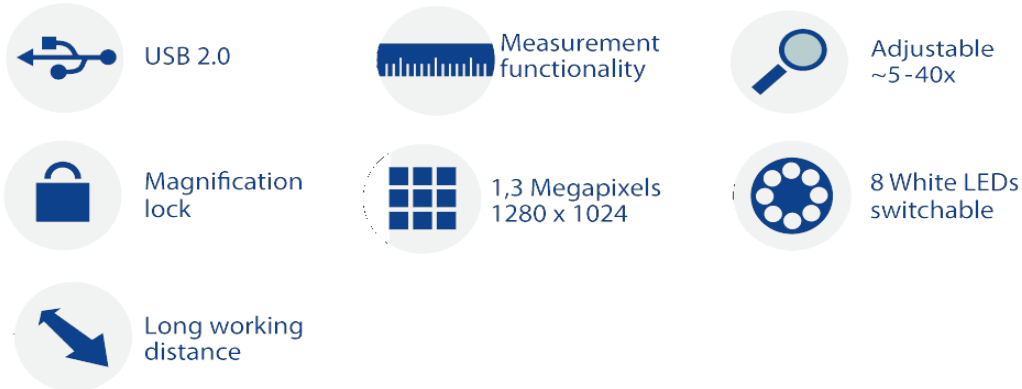 USB 2.0
Measurement
functionality
Adjustable
~5-40x
Magnification
lock
1,3 Megapixels
1280 x 1024
8 White LEDs
switchable
Long working
distance